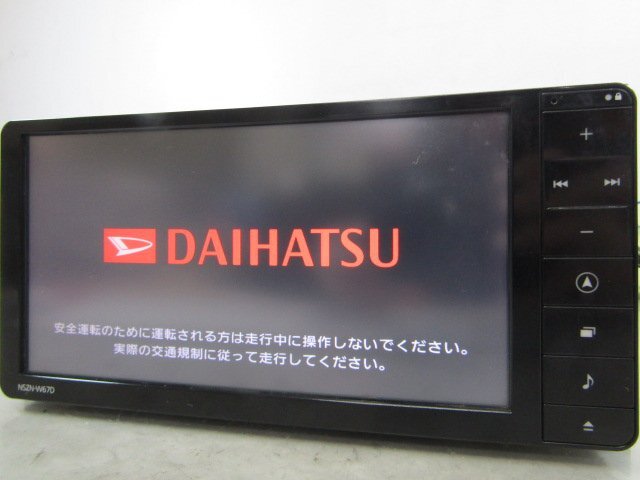 DAIHATSU
安全運転のために運転される方は走行中に操作しないでください。
実際の交通規制に従って走行してください。
NSZN-W67D